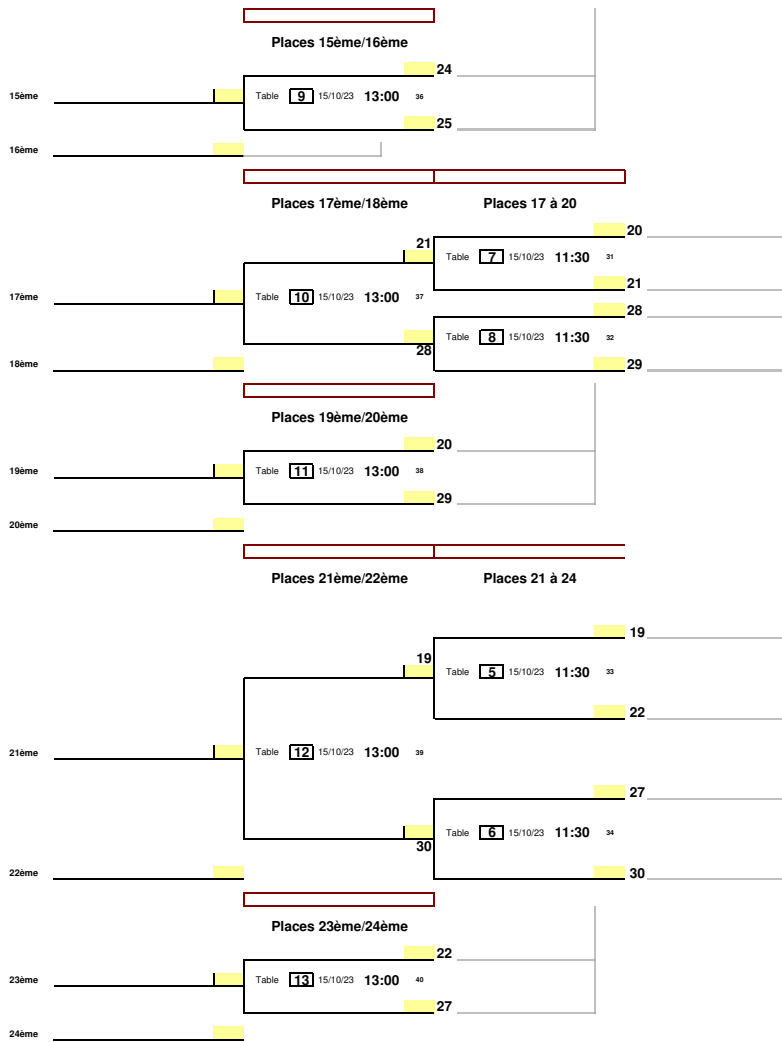 Places 15ème/16ème
24
15ème Table 9 15/10/23 13:00 36
25
16ème
Places 17ème/18ème Places 17 à 20
20
21
Table 7 15/10/23 11:30 31
21
17ème Table 10 15/10/23 13:00 37
28
Table 8 15/10/23 11:30 32
28
18ème 29
Places 19ème/20ème
20
19ème Table 11 15/10/23 13:00 38
29
20ème
Places 21ème/22ème Places 21 à 24
19
19
Table 5 15/10/23 11:30 33
22
21ème Table 12 15/10/23 13:00 39
27
Table 6 15/10/23 11:30 34
30
22ème 30
Places 23ème/24ème
22
23ème Table 13 15/10/23 13:00 40
27
24ème